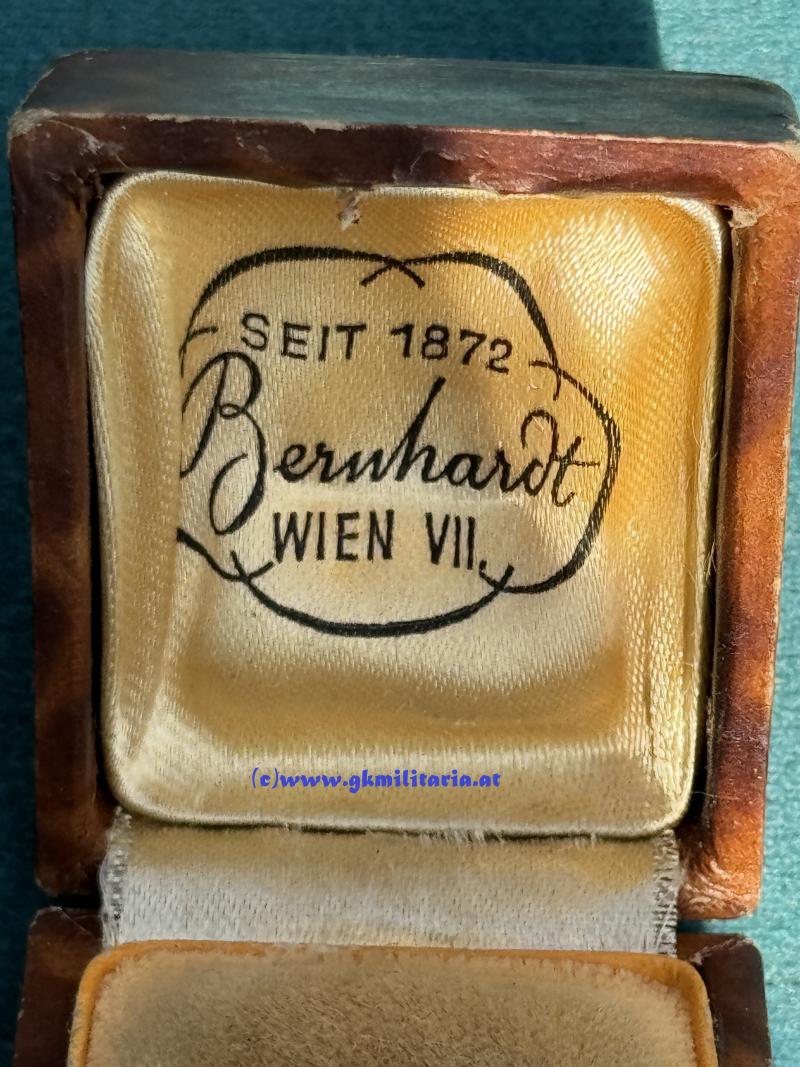 SEIT 1872
Bernhardt
WIEN VII.
(c)www.gkmilitaria.at